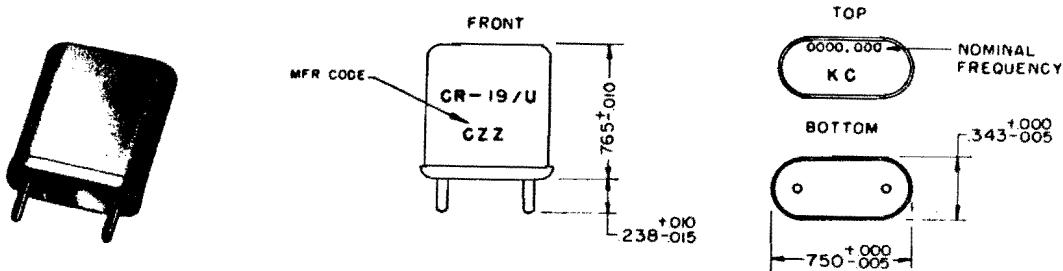 FRONT
MFR CODE
CR-19/U
CZZ
.765±.010
.238 +.010 -.015
TOP
0000.000
KC
NOMINAL
FREQUENCY
BOTTOM
.343 +.000 -.005
.750 +.000 -.005